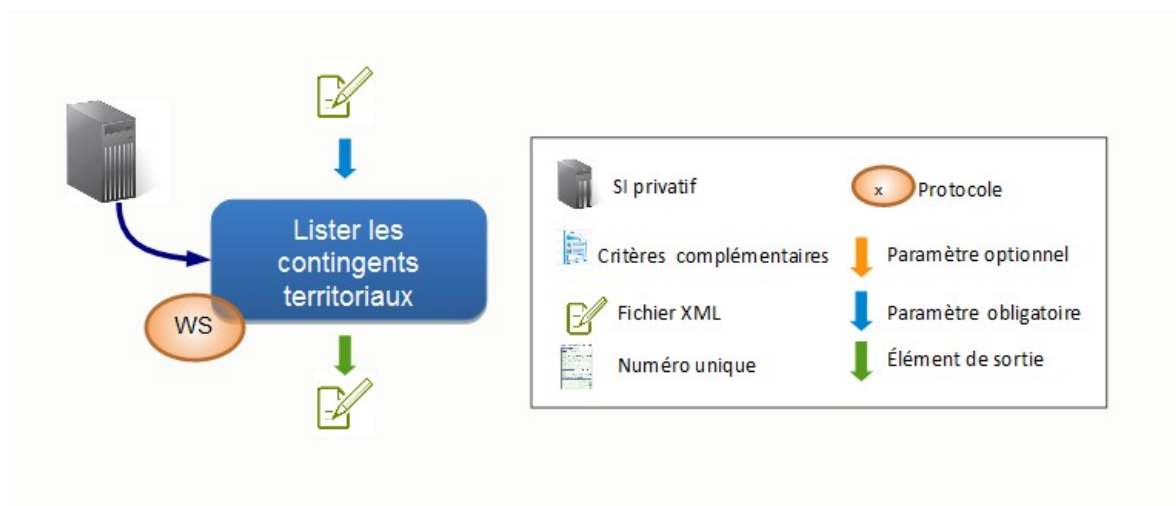 Lister les
contingents
territoriaux
WS
SI privatif
x Protocole
Critères complémentaires
Paramètre optionnel
Fichier XML
Paramètre obligatoire
Numéro unique
Élément de sortie